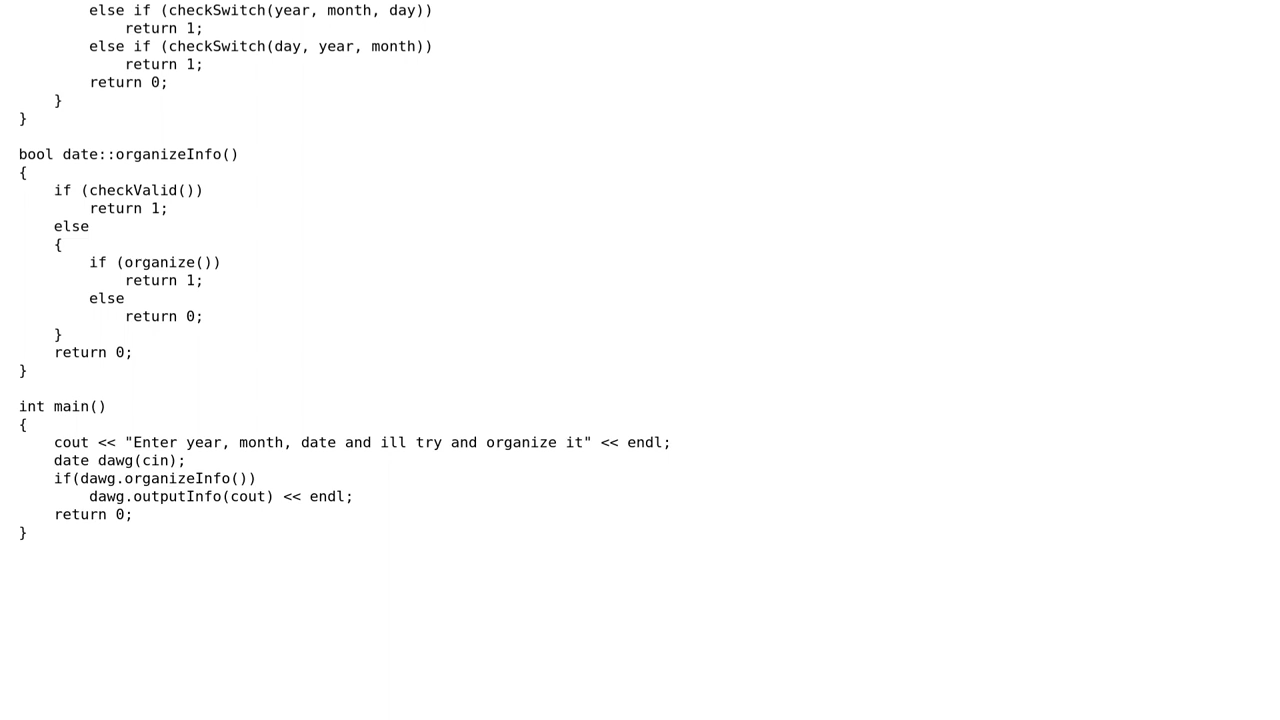 else if (checkSwitch(year, month, day))
            return 1;
        else if (checkSwitch(day, year, month))
            return 1;
        return 0;
    }
}

bool date::organizeInfo()
{
    if (checkValid())
        return 1;
    else
    {
        if (organize())
            return 1;
        else
            return 0;
    }
    return 0;
}

int main()
{
    cout << "Enter year, month, date and ill try and organize it" << endl;
    date dawg(cin);
    if(dawg.organizeInfo())
        dawg.outputInfo(cout) << endl;
    return 0;
}